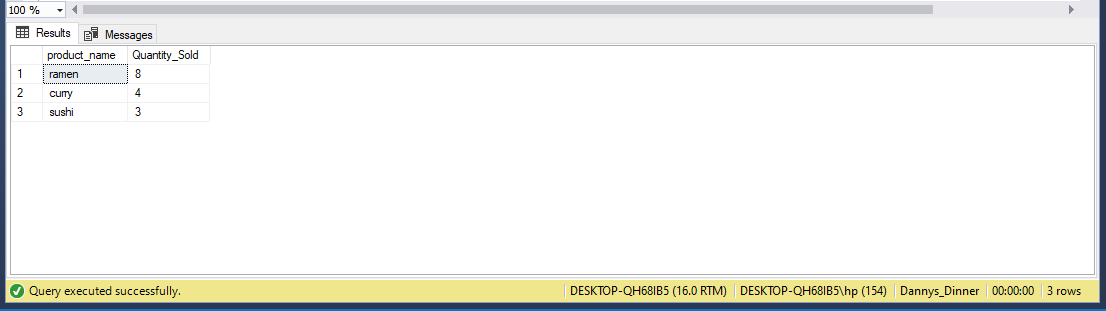 100 %
Results Messages
product_name Quantity_Sold
1 ramen 8
2 curry 4
3 sushi 3
Query executed successfully. DESKTOP-QH68IB5 (16.0 RTM) DESKTOP-QH68IB5\hp (154) Dannys_Dinner 00:00:00 3 rows